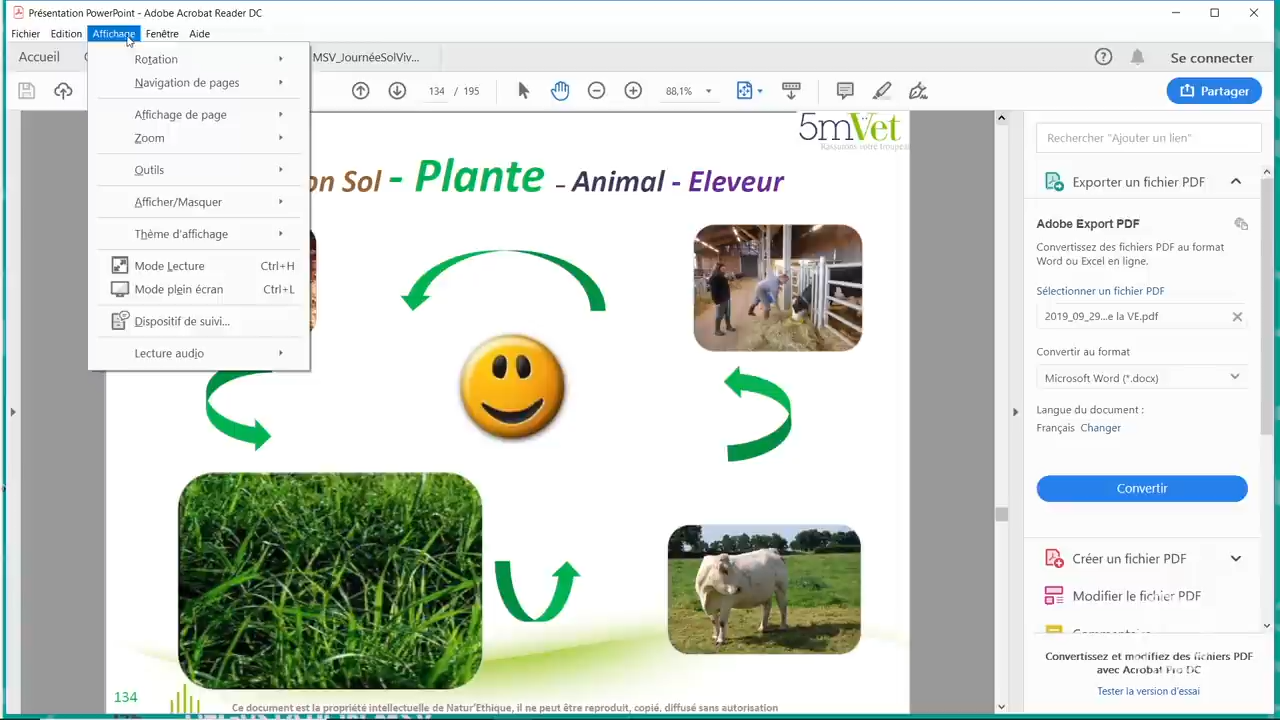 Présentation PowerPoint - Adobe Acrobat Reader DC
Fichier Edition Affichage Fenêtre Aide
Accueil MSV_JournéeSolViv... Se connecter
134 / 195 88,1% Partager
Rotation
Navigation de pages
Affichage de page
Zoom
Outils
Afficher/Masquer
Thème d'affichage
Mode Lecture Ctrl+H
Mode plein écran Ctrl+L
Dispositif de suivi...
Lecture audio
5mVet
Rassurons votre troupeau
on Sol - Plante - Animal - Eleveur
134
Ce document est la propriété intellectuelle de Natur'Ethique, il ne peut être reproduit, copié, diffusé sans autorisation
Rechercher "Ajouter un lien"
Exporter un fichier PDF
Adobe Export PDF
Convertissez des fichiers PDF au format
Word ou Excel en ligne.
Sélectionner un fichier PDF
2019_09_29...e la VE.pdf
Convertir au format
Microsoft Word (*.docx)
Langue du document :
Français Changer
Convertir
Créer un fichier PDF
Modifier le fichier PDF
Convertissez et modifiez des fichiers PDF
avec Acrobat Pro DC
Tester la version d'essai